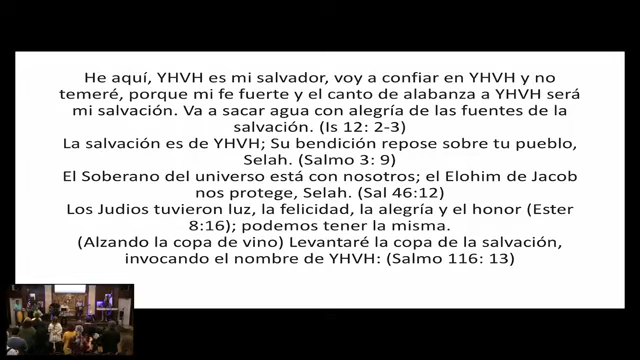 He aquí, YHVH es mi salvador, voy a confiar en YHVH y no
temeré, porque mi fe fuerte y el canto de alabanza a YHVH será
mi salvación. Va a sacar agua con alegría de las fuentes de la
salvación. (Is 12: 2-3)
La salvación es de YHVH; Su bendición repose sobre tu pueblo,
Selah. (Salmo 3: 9)
El Soberano del universo está con nosotros; el Elohim de Jacob
nos protege, Selah. (Sal 46:12)
Los Judios tuvieron luz, la felicidad, la alegría y el honor (Ester
8:16); podemos tener la misma.
(Alzando la copa de vino) Levantaré la copa de la salvación,
invocando el nombre de YHVH: (Salmo 116: 13)